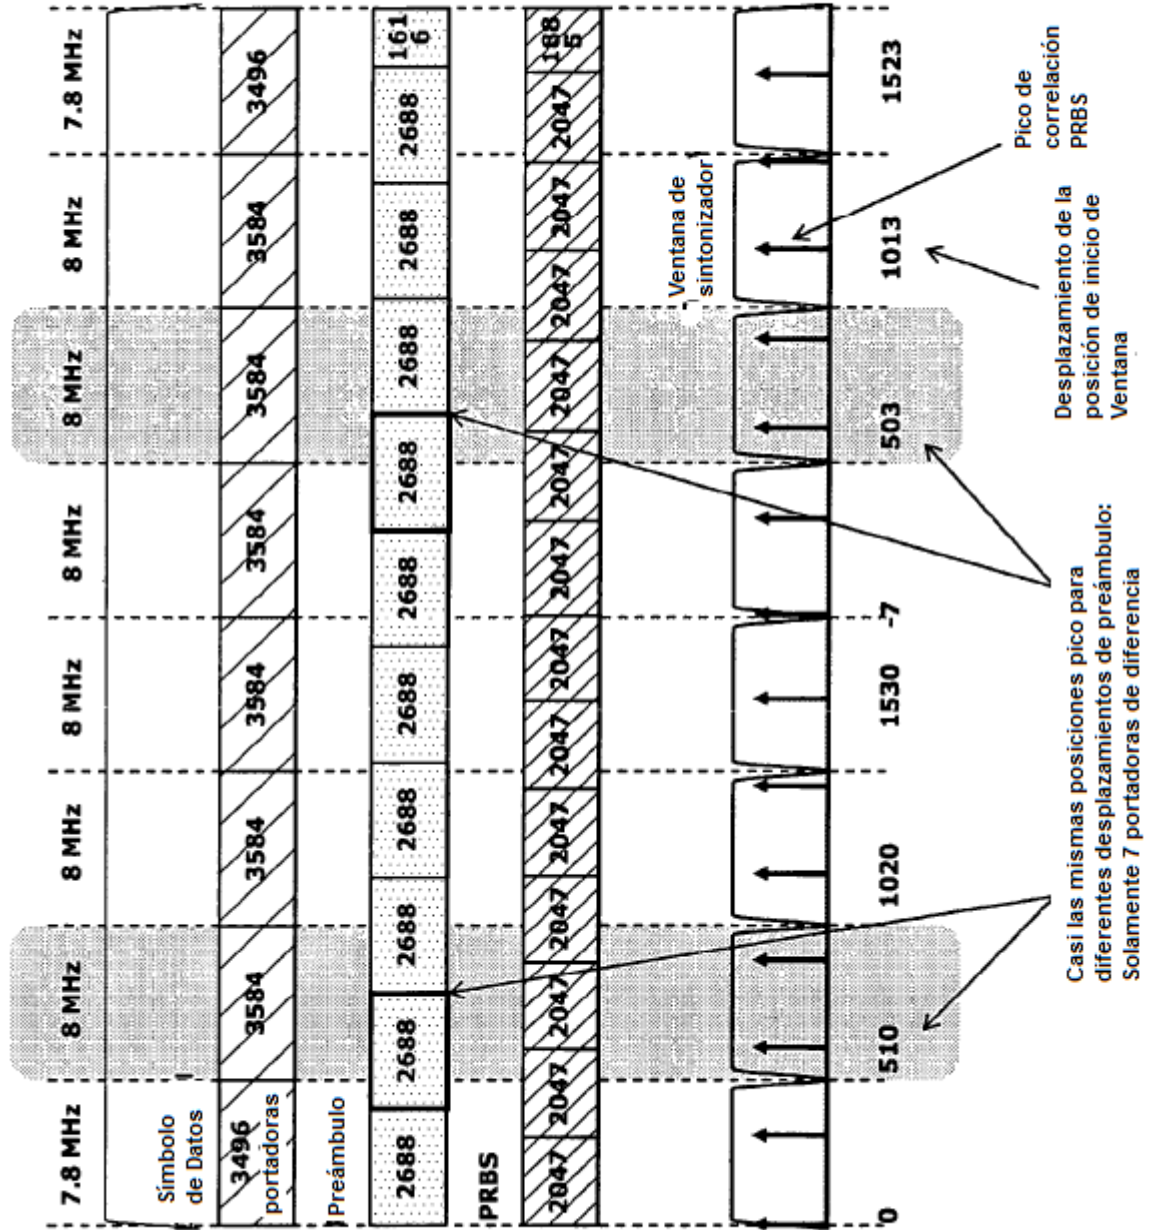 7.8 MHz 8 MHz 8 MHz 8 MHz 8 MHz 8 MHz 8 MHz 7.8 MHz
Símbolo
de Datos
3496 3584 3584 3584 3584 3584 3584 3496
portadoras
Preámbulo
2688 2688 2688 2688 2688 2688 2688 2688 2688 2688 161
6
PRBS
2047 2047 2047 2047 2047 2047 2047 2047 2047 2047 2047 2047 2047 188
5
Ventana de
sintonizador
0 510 1020 1530 -7 503 1013 1523
Casi las mismas posiciones pico para
diferentes desplazamientos de preámbulo:
Solamente 7 portadoras de diferencia
Desplazamiento de la
posición de inicio de
Ventana
Pico de
correlación
PRBS